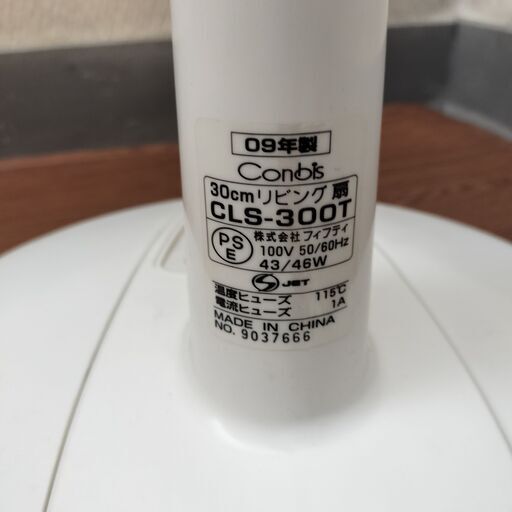 09年製
Conbis
30cmリビング扇
CLS-300T
PS
E
株式会社フィフティ
100V 50/60Hz
43/46W
JET
温度ヒューズ 115℃
電流ヒューズ 1A
MADE IN CHINA
NO. 9037666